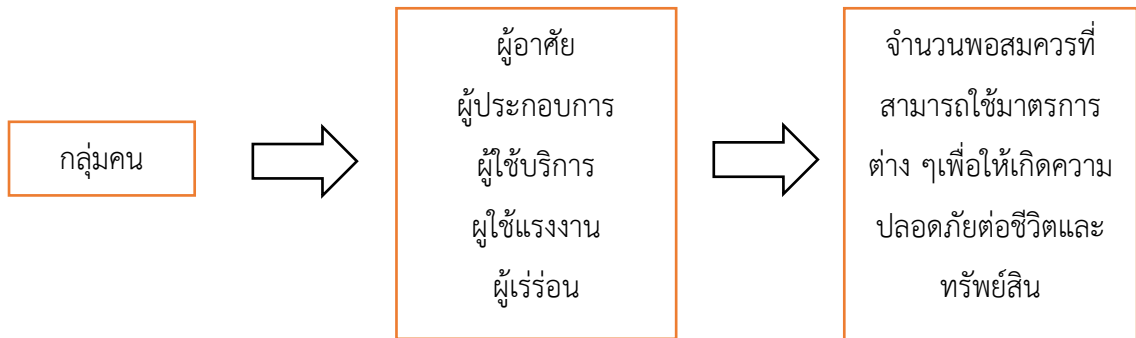 กลุ่มคน
ผู้อาศัย
ผู้ประกอบการ
ผู้ใช้บริการ
ผูใช้แรงงาน
ผู้เร่ร่อน
จำนวนพอสมควรที่
สามารถใช้มาตรการ
ต่าง ๆเพื่อให้เกิดความ
ปลอดภัยต่อชีวิตและ
ทรัพย์สิน